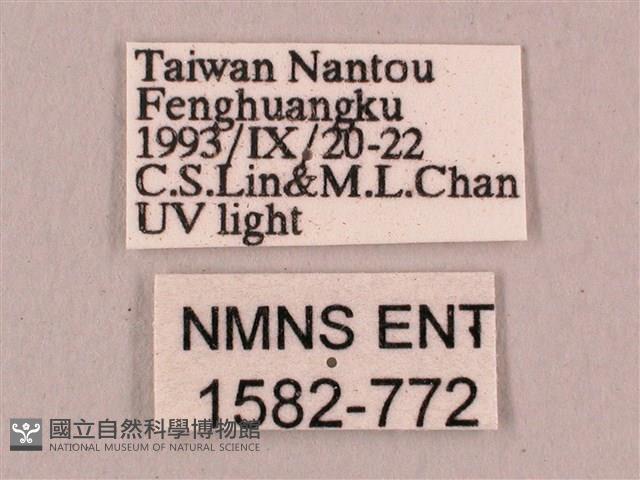 Taiwan Nantou
Fenghuangku
1993/IX/20-22
C.S.Lin&M.L.Chan
UV light
NMNS ENT
1582-772
國立自然科學博物館
NATIONAL MUSEUM OF NATURAL SCIENCE